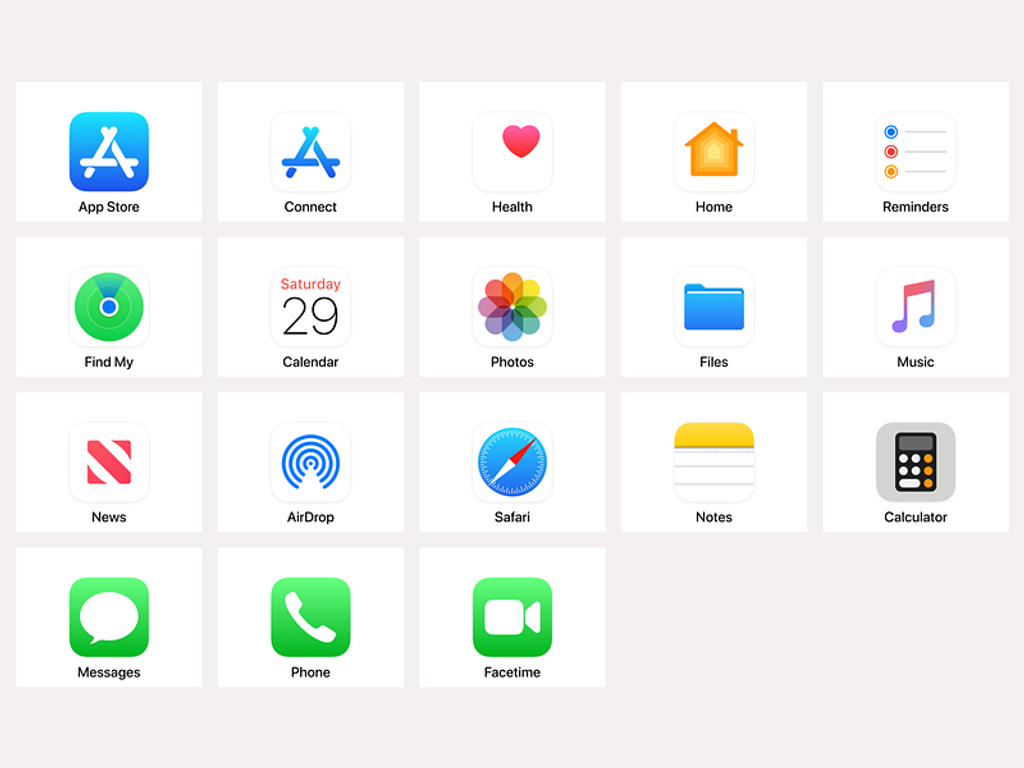 App Store
Connect
Health
Home
Reminders
Find My
Saturday
29
Calendar
Photos
Files
Music
News
AirDrop
Safari
Notes
Calculator
Messages
Phone
Facetime